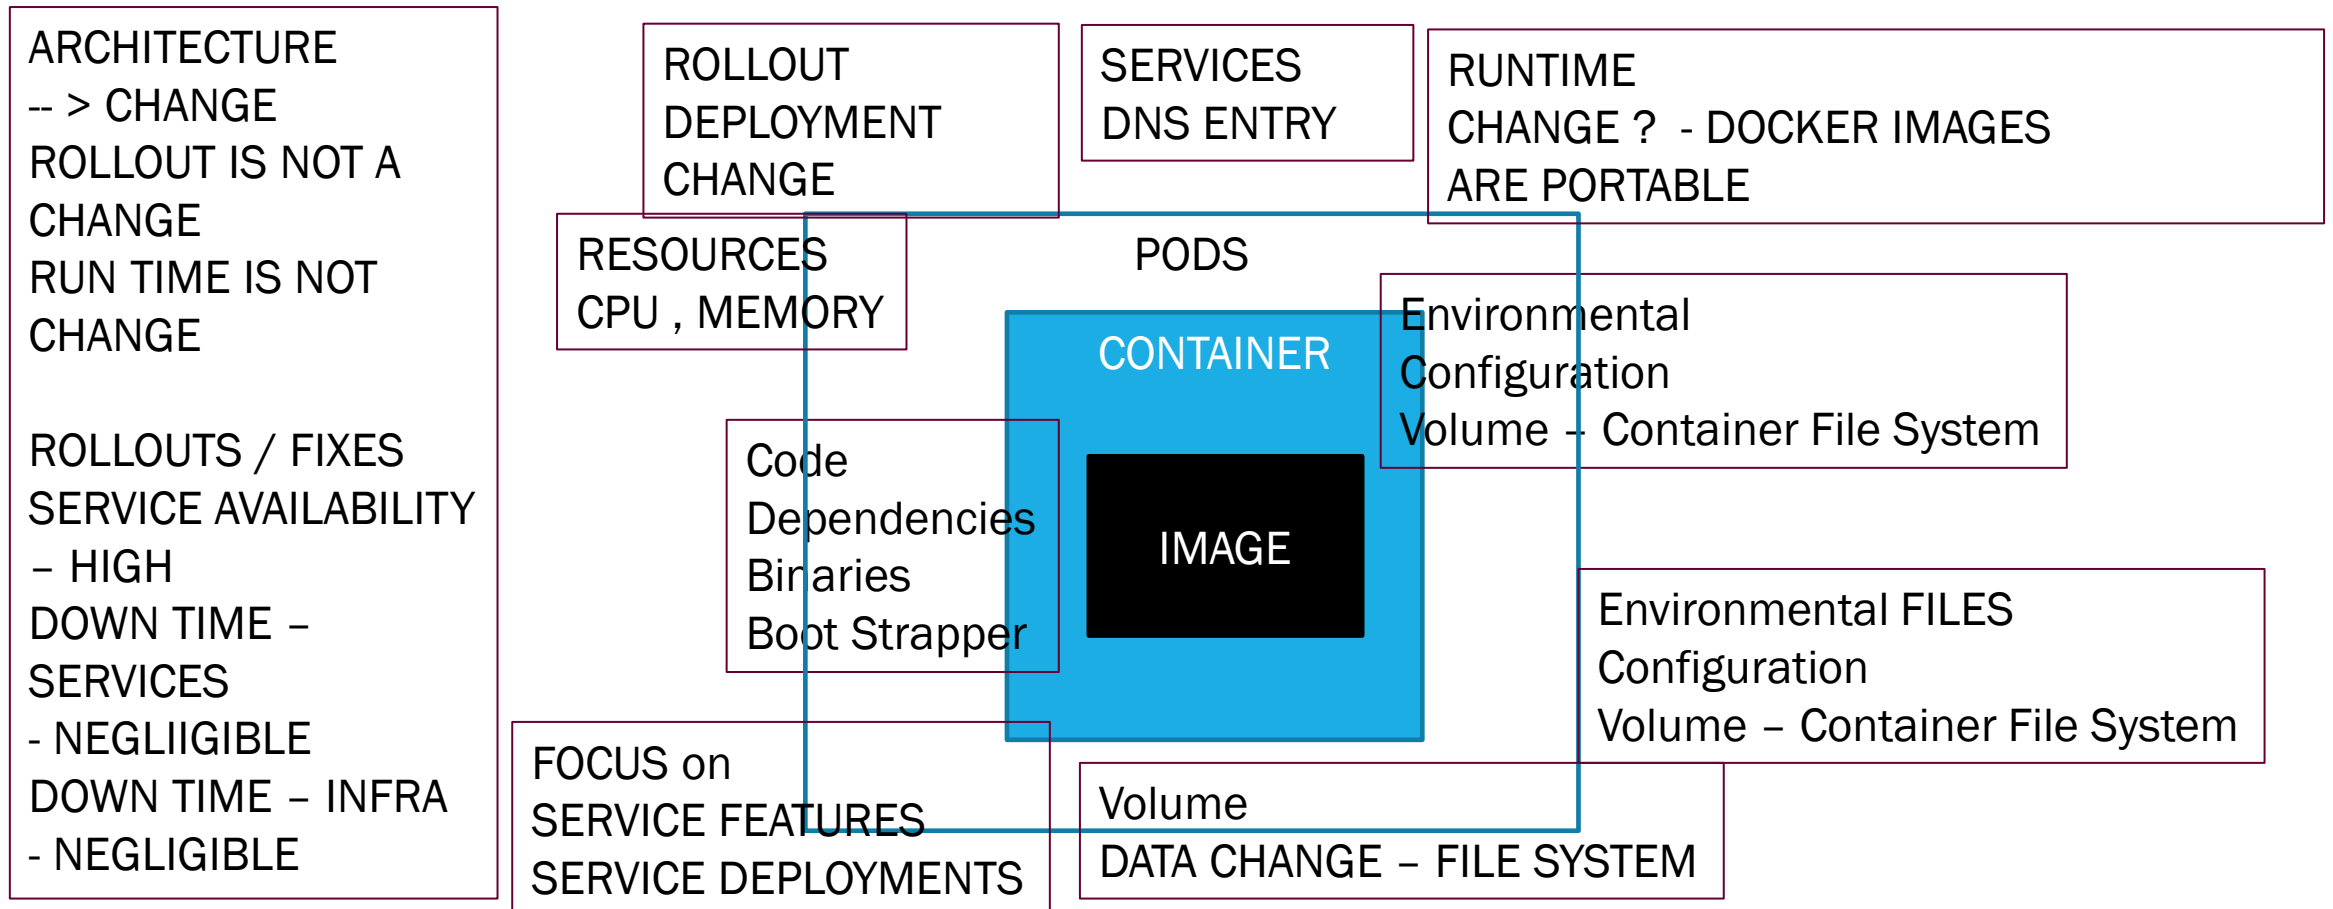 ARCHITECTURE
-- > CHANGE
ROLLOUT IS NOT A
CHANGE
RUN TIME IS NOT
CHANGE
ROLLOUTS / FIXES
SERVICE AVAILABILITY
– HIGH
DOWN TIME –
SERVICES
- NEGLIIGIBLE
DOWN TIME – INFRA
- NEGLIGIBLE
ROLLOUT
DEPLOYMENT
CHANGE
SERVICES
DNS ENTRY
RUNTIME
CHANGE ? - DOCKER IMAGES
ARE PORTABLE
RESOURCES
CPU , MEMORY
PODS
Environmental
Configuration
Volume – Container File System
CONTAINER
Code
Dependencies
Binaries
Boot Strapper
IMAGE
Environmental FILES
Configuration
Volume – Container File System
FOCUS on
SERVICE FEATURES
SERVICE DEPLOYMENTS
Volume
DATA CHANGE – FILE SYSTEM